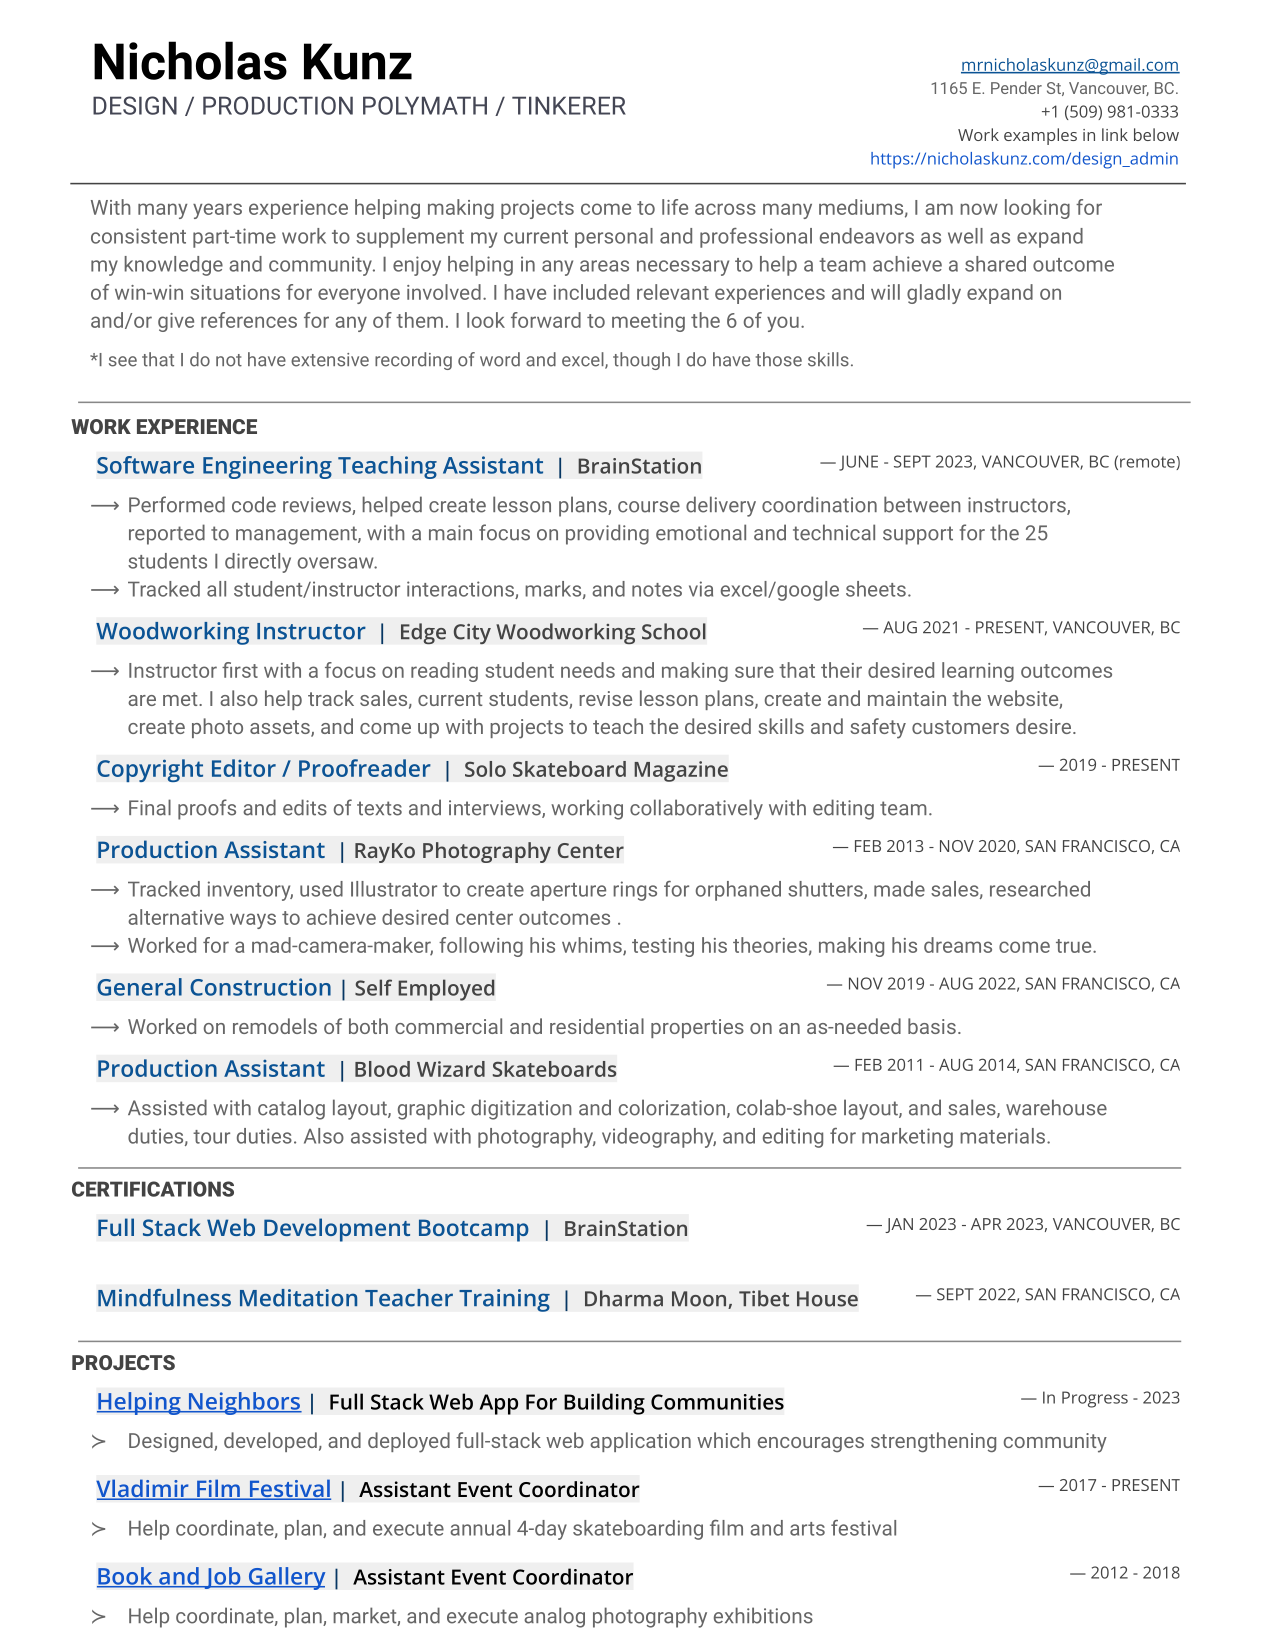 Nicholas Kunz
DESIGN / PRODUCTION POLYMATH / TINKERER
mrnicholaskunz@gmail.com
1165 E. Pender St, Vancouver, BC.
+1 (509) 981-0333
Work examples in link below
https://nicholaskunz.com/design_admin
With many years experience helping making projects come to life across many mediums, I am now looking for
consistent part-time work to supplement my current personal and professional endeavors as well as expand
my knowledge and community. I enjoy helping in any areas necessary to help a team achieve a shared outcome
of win-win situations for everyone involved. I have included relevant experiences and will gladly expand on
and/or give references for any of them. I look forward to meeting the 6 of you.
*I see that I do not have extensive recording of word and excel, though I do have those skills.
WORK EXPERIENCE
Software Engineering Teaching Assistant | BrainStation — JUNE - SEPT 2023, VANCOUVER, BC (remote)
⟶ Performed code reviews, helped create lesson plans, course delivery coordination between instructors,
reported to management, with a main focus on providing emotional and technical support for the 25
students I directly oversaw.
⟶ Tracked all student/instructor interactions, marks, and notes via excel/google sheets.
Woodworking Instructor | Edge City Woodworking School — AUG 2021 - PRESENT, VANCOUVER, BC
⟶ Instructor first with a focus on reading student needs and making sure that their desired learning outcomes
are met. I also help track sales, current students, revise lesson plans, create and maintain the website,
create photo assets, and come up with projects to teach the desired skills and safety customers desire.
Copyright Editor / Proofreader | Solo Skateboard Magazine — 2019 - PRESENT
⟶ Final proofs and edits of texts and interviews, working collaboratively with editing team.
Production Assistant | RayKo Photography Center — FEB 2013 - NOV 2020, SAN FRANCISCO, CA
⟶ Tracked inventory, used Illustrator to create aperture rings for orphaned shutters, made sales, researched
alternative ways to achieve desired center outcomes .
⟶ Worked for a mad-camera-maker, following his whims, testing his theories, making his dreams come true.
General Construction | Self Employed — NOV 2019 - AUG 2022, SAN FRANCISCO, CA
⟶ Worked on remodels of both commercial and residential properties on an as-needed basis.
Production Assistant | Blood Wizard Skateboards — FEB 2011 - AUG 2014, SAN FRANCISCO, CA
⟶ Assisted with catalog layout, graphic digitization and colorization, colab-shoe layout, and sales, warehouse
duties, tour duties. Also assisted with photography, videography, and editing for marketing materials.
CERTIFICATIONS
Full Stack Web Development Bootcamp | BrainStation — JAN 2023 - APR 2023, VANCOUVER, BC
Mindfulness Meditation Teacher Training | Dharma Moon, Tibet House — SEPT 2022, SAN FRANCISCO, CA
PROJECTS
Helping Neighbors | Full Stack Web App For Building Communities — In Progress - 2023
≻ Designed, developed, and deployed full-stack web application which encourages strengthening community
Vladimir Film Festival | Assistant Event Coordinator — 2017 - PRESENT
≻ Help coordinate, plan, and execute annual 4-day skateboarding film and arts festival
Book and Job Gallery | Assistant Event Coordinator — 2012 - 2018
≻ Help coordinate, plan, market, and execute analog photography exhibitions